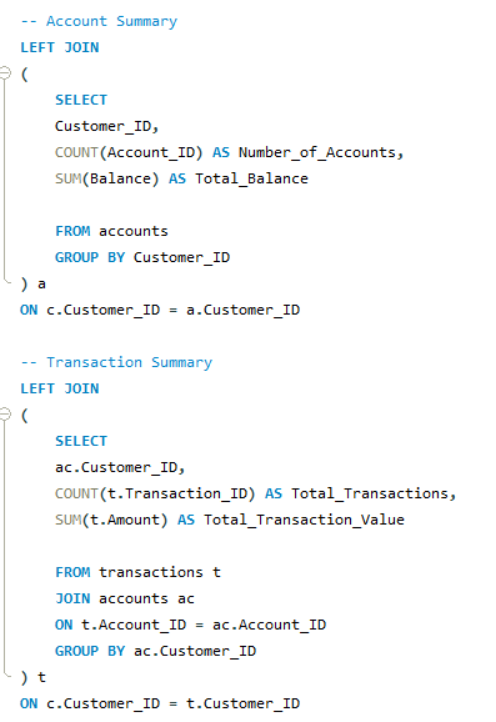 -- Account Summary
LEFT JOIN
(
SELECT
Customer_ID,
COUNT(Account_ID) AS Number_of_Accounts,
SUM(Balance) AS Total_Balance
FROM accounts
GROUP BY Customer_ID
) a
ON c.Customer_ID = a.Customer_ID
-- Transaction Summary
LEFT JOIN
(
SELECT
ac.Customer_ID,
COUNT(t.Transaction_ID) AS Total_Transactions,
SUM(t.Amount) AS Total_Transaction_Value
FROM transactions t
JOIN accounts ac
ON t.Account_ID = ac.Account_ID
GROUP BY ac.Customer_ID
) t
ON c.Customer_ID = t.Customer_ID